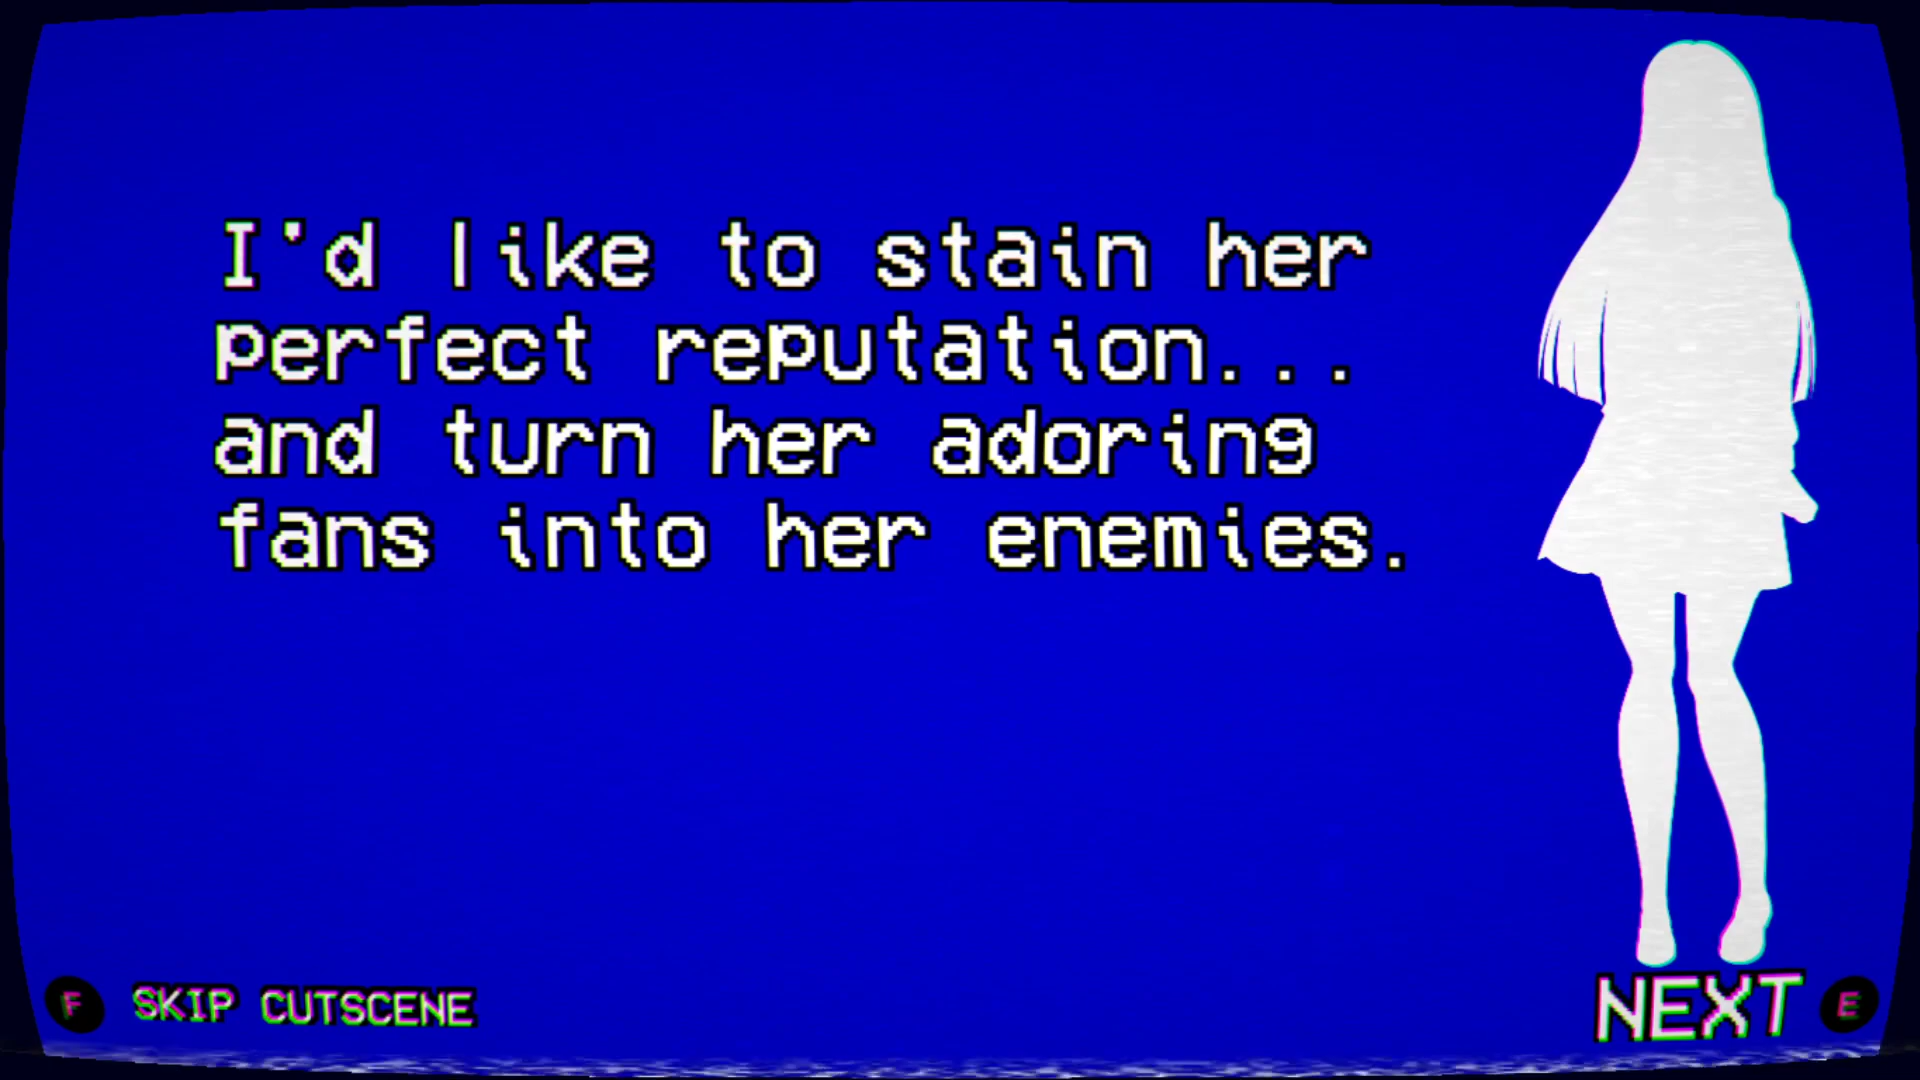 I'd like to stain her
perfect reputation...
and turn her adoring
fans into her enemies.
F SKIP CUTSCENE
NEXT E